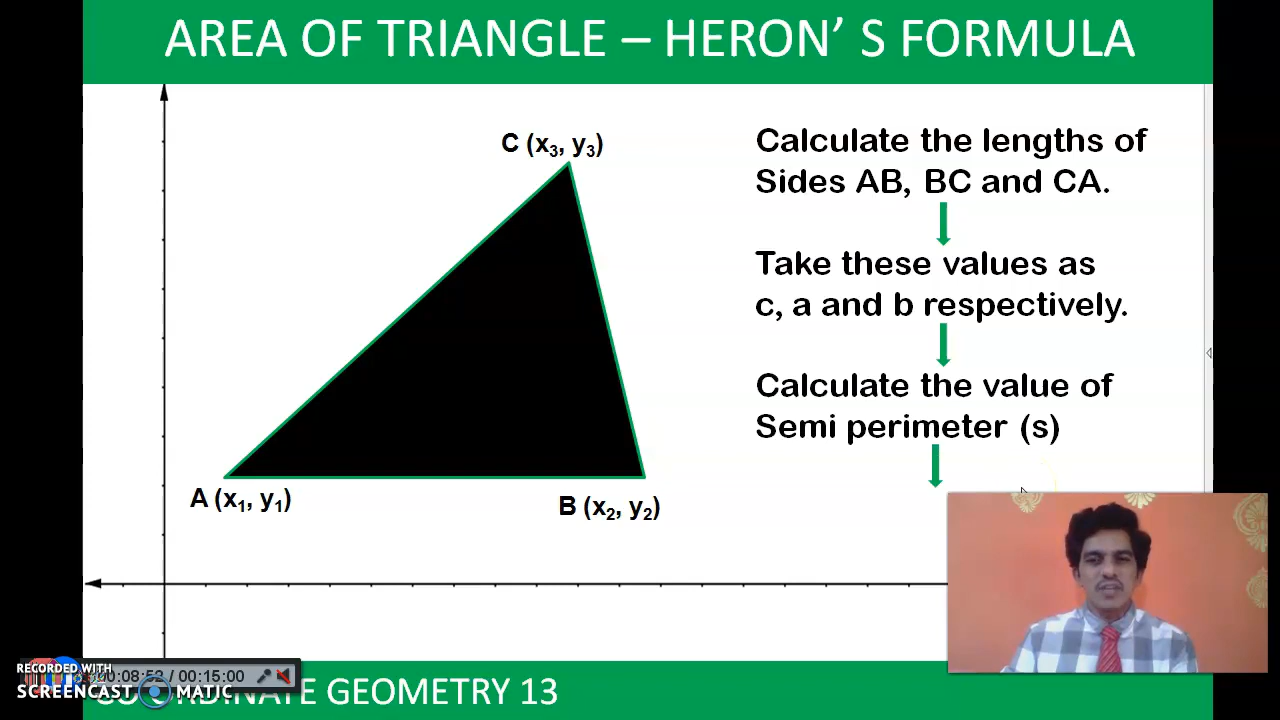 AREA OF TRIANGLE – HERON’ S FORMULA
C (x₃, y₃)
Calculate the lengths of
Sides AB, BC and CA.
Take these values as
c, a and b respectively.
Calculate the value of
Semi perimeter (s)
A (x₁, y₁)
B (x₂, y₂)
RECORDED WITH
SCREENCAST MATIC
00:08:52 / 00:15:00
COORDINATE GEOMETRY 13